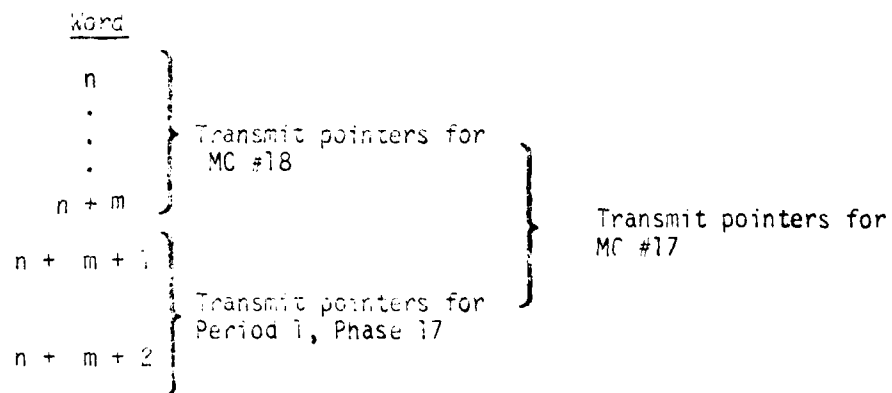 Word
n
.
.
.
n + m
n + m + 1
n + m + 2
Transmit pointers for
MC #18
Transmit pointers for
Period 1, Phase 17
Transmit pointers for
MC #17